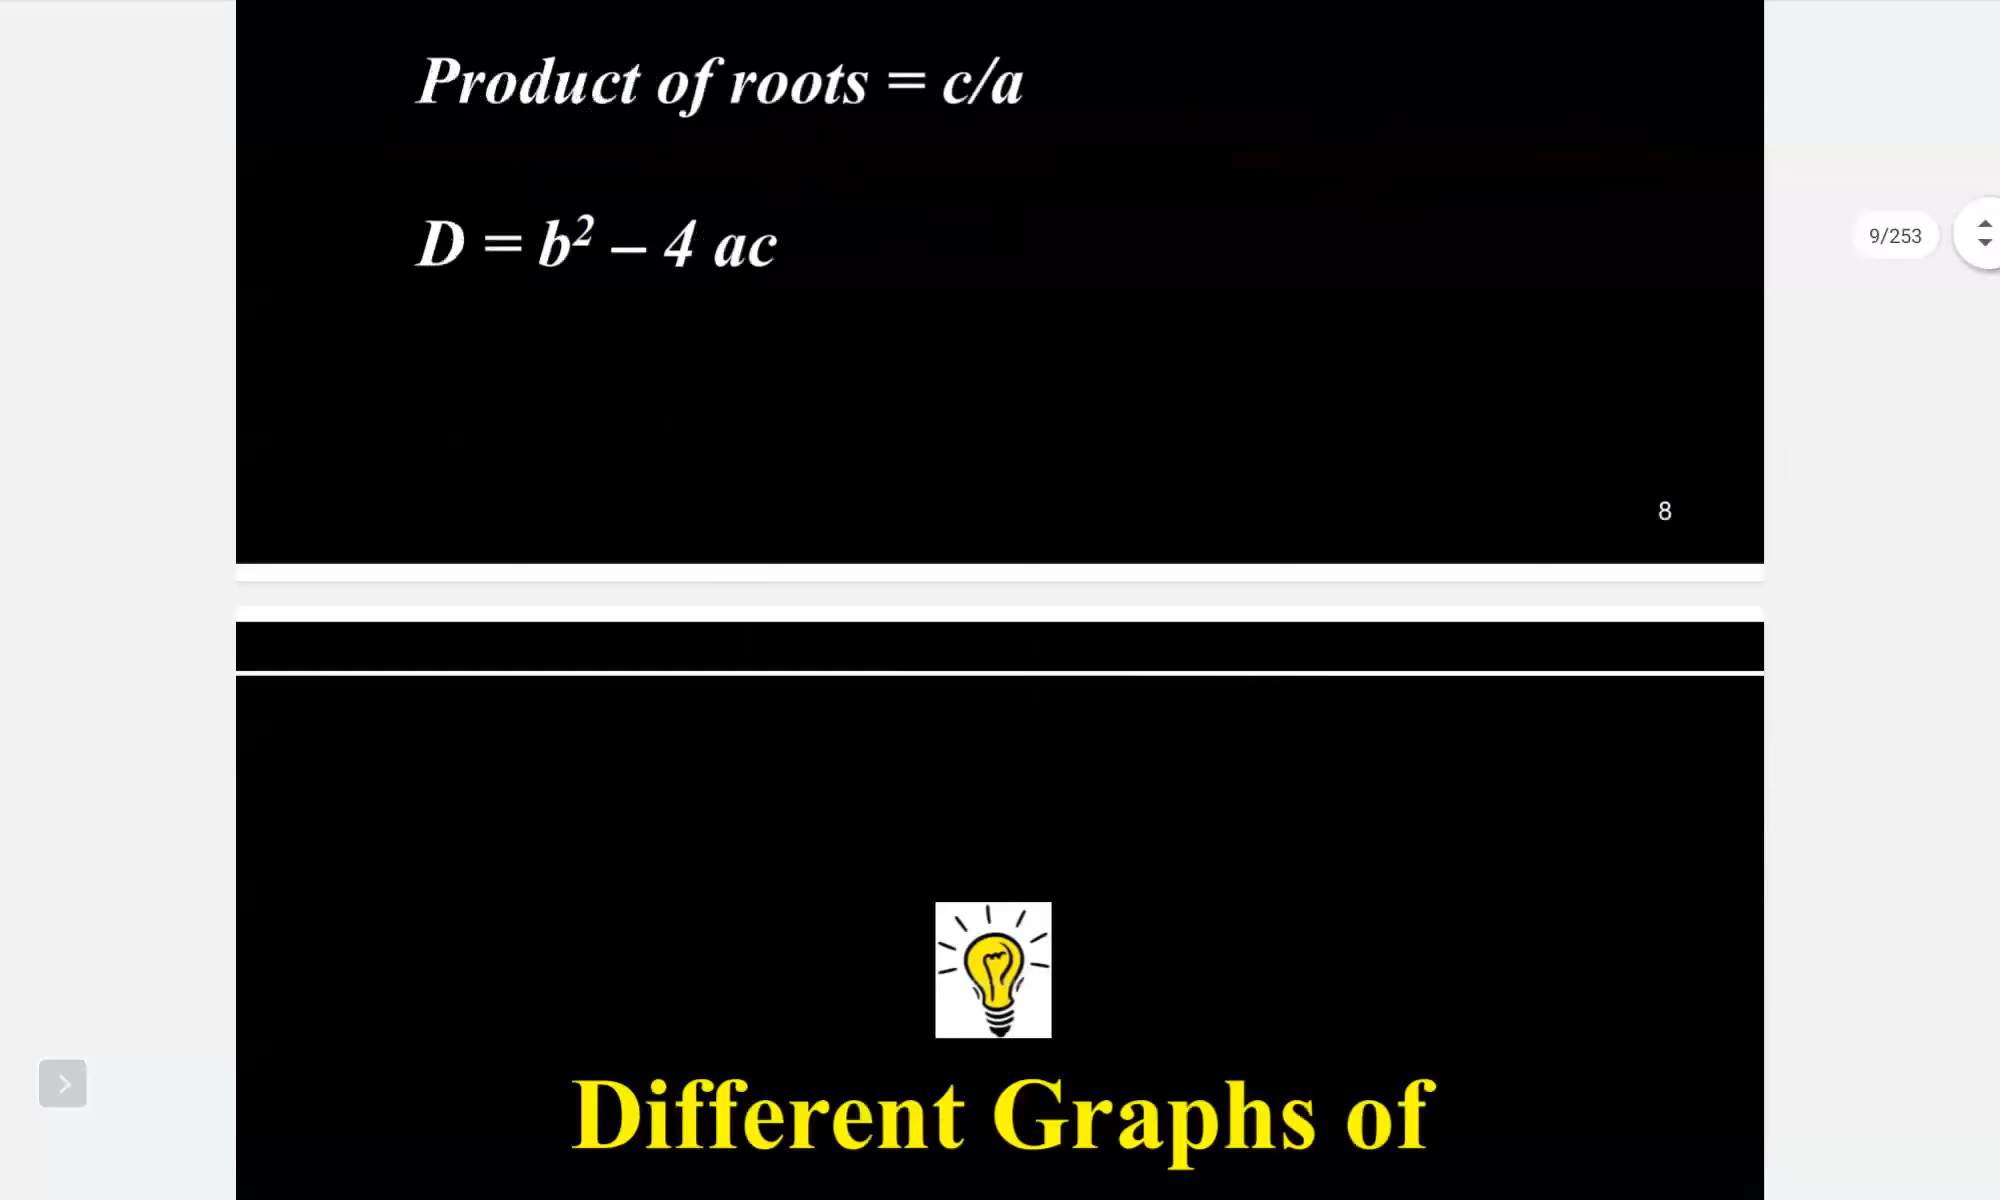 Product of roots = c/a
9/253
D = b² – 4 ac
8
Different Graphs of